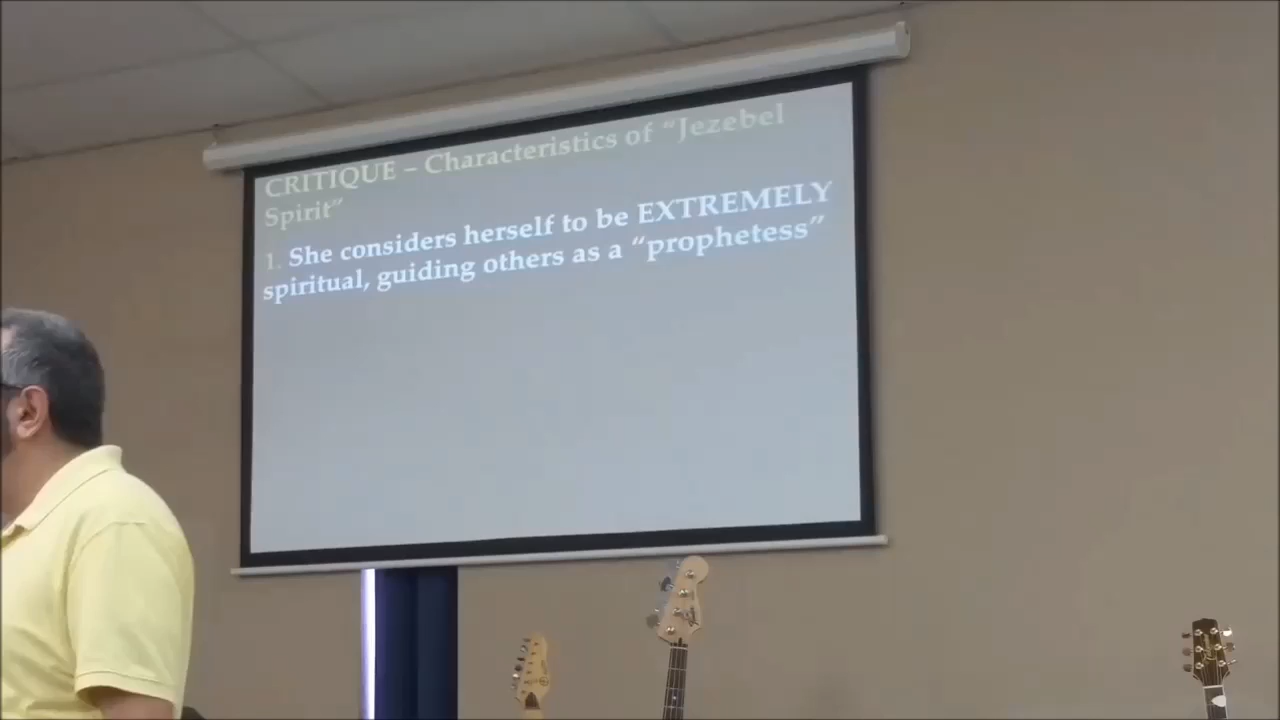 CRITIQUE – Characteristics of “Jezebel
Spirit”
1. She considers herself to be EXTREMELY
spiritual, guiding others as a “prophetess”